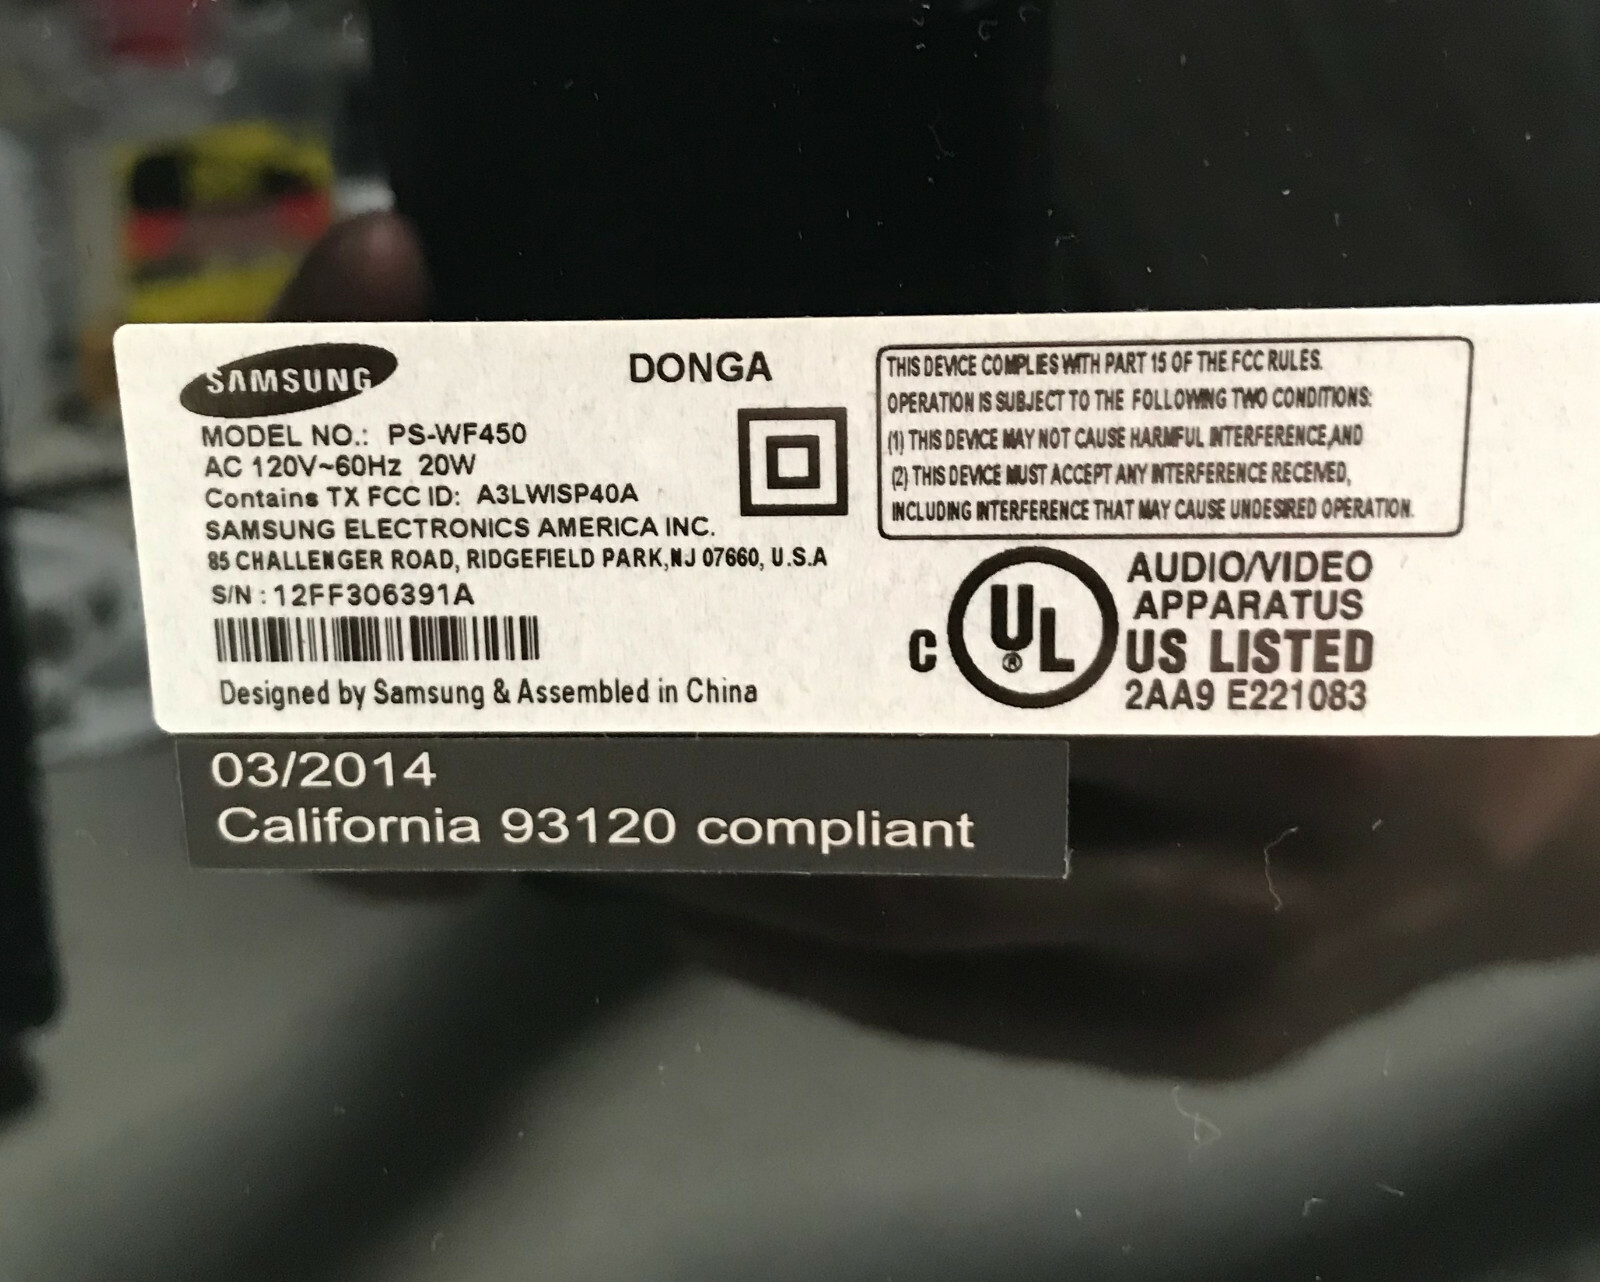 SAMSUNG
DONGA
MODEL NO.: PS-WF450
AC 120V~60Hz 20W
Contains TX FCC ID: A3LWISP40A
SAMSUNG ELECTRONICS AMERICA INC.
85 CHALLENGER ROAD, RIDGEFIELD PARK,NJ 07660, U.S.A
S/N : 12FF306391A
Designed by Samsung & Assembled in China
THIS DEVICE COMPLIES WITH PART 15 OF THE FCC RULES.
OPERATION IS SUBJECT TO THE FOLLOWING TWO CONDITIONS:
(1) THIS DEVICE MAY NOT CAUSE HARMFUL INTERFERENCE,AND
(2) THIS DEVICE MUST ACCEPT ANY INTERFERENCE RECEIVED,
INCLUDING INTERFERENCE THAT MAY CAUSE UNDESIRED OPERATION.
C UL ®
AUDIO/VIDEO
APPARATUS
US LISTED
2AA9 E221083
03/2014
California 93120 compliant